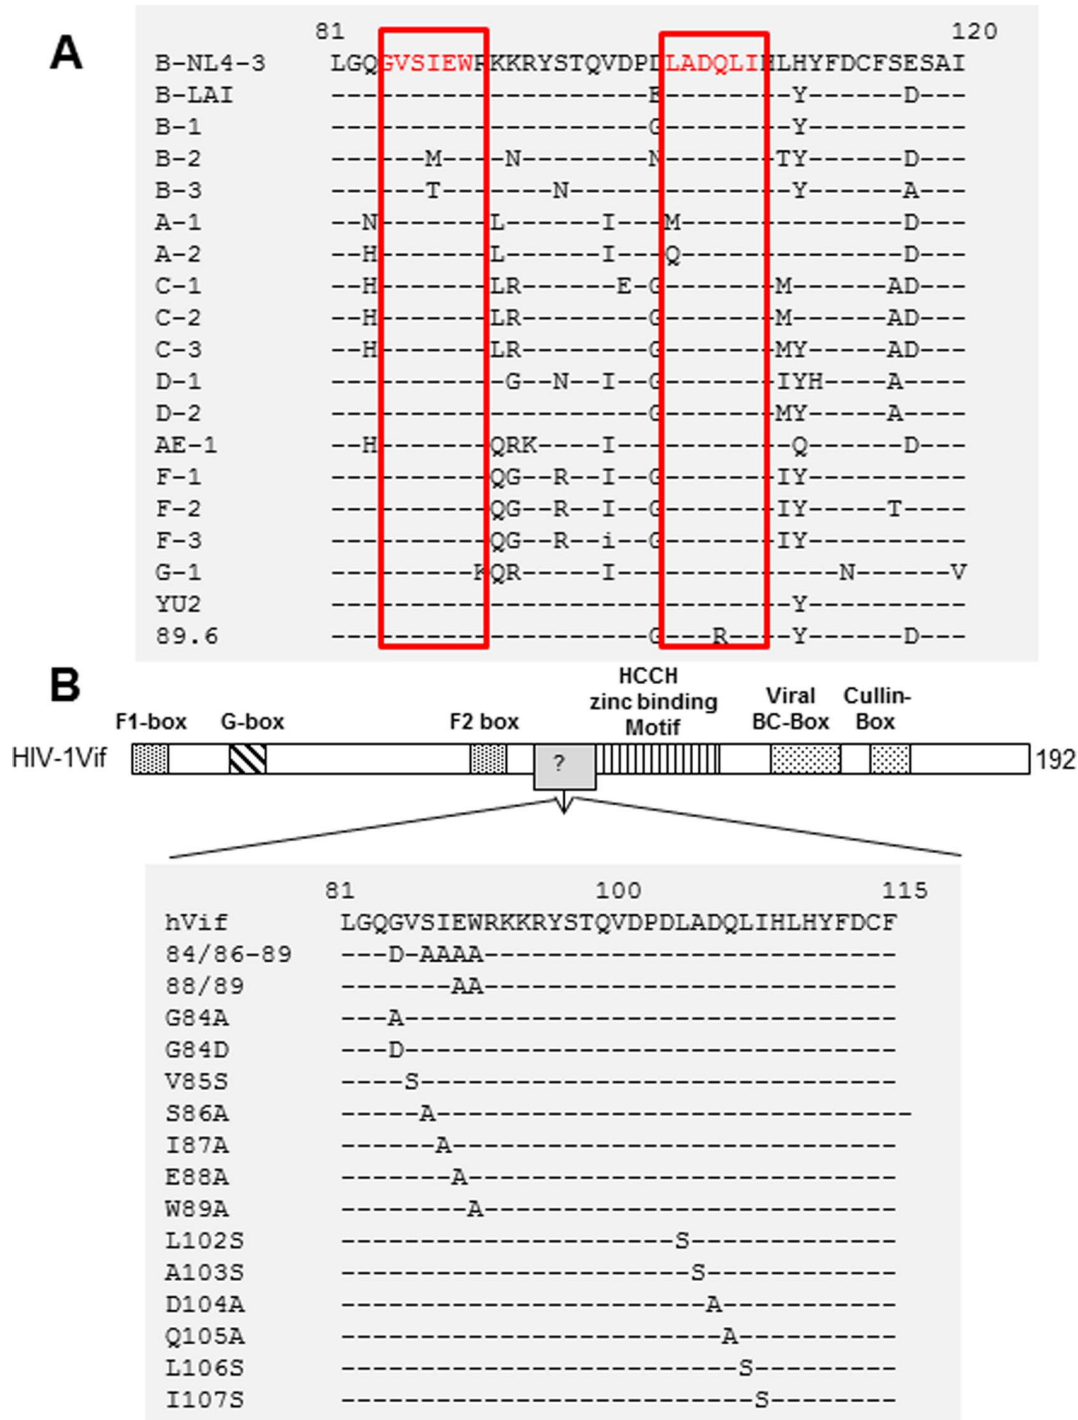 A
81 120
B-NL4-3 LGQGVSIEWRKKRYSTQVDPDLADQLIHLHYFDCFSESAI
B-LAI --------------------E--------Y------D---
B-1 --------------------G--------Y----------
B-2 ------M----N--------N-------TY------D---
B-3 ------T-------N--------------Y------A---
A-1 --N-------L------I---M--------------D---
A-2 --H-------L------I---Q--------------D---
C-1 --H-------LR------E-G-------M------AD---
C-2 --H-------LR--------G-------M------AD---
C-3 --H-------LR--------G-------MY-----AD---
D-1 -----------G--N--I--G-------IYH----A----
D-2 --------------------G-------MY-----A----
AE-1 --H-------QRK----I-----------Q------D---
F-1 ----------QG--R--I--G-------IY----------
F-2 ----------QG--R--I--G-------IY-----T----
F-3 ----------QG--R--i--G-------IY----------
G-1 ---------KQR-----I--------------N------V
YU2 -----------------------------Y----------
89.6 --------------------G---R----Y------D---
B
F1-box G-box F2 box HCCH zinc binding Motif Viral BC-Box Cullin-Box
HIV-1Vif ? 192
81 100 115
hVif LGQGVSIEWRKKRYSTQVDPDLADQLIHLHYFDCF
84/86-89 ---D-AAAA--------------------------
88/89 -------AA--------------------------
G84A ---A-------------------------------
G84D ---D-------------------------------
V85S ----S------------------------------
S86A -----A------------------------------
I87A ------A----------------------------
E88A -------A---------------------------
W89A --------A--------------------------
L102S ---------------------S-------------
A103S ----------------------S------------
D104A -----------------------A-----------
Q105A ------------------------A----------
L106S -------------------------S---------
I107S --------------------------S--------